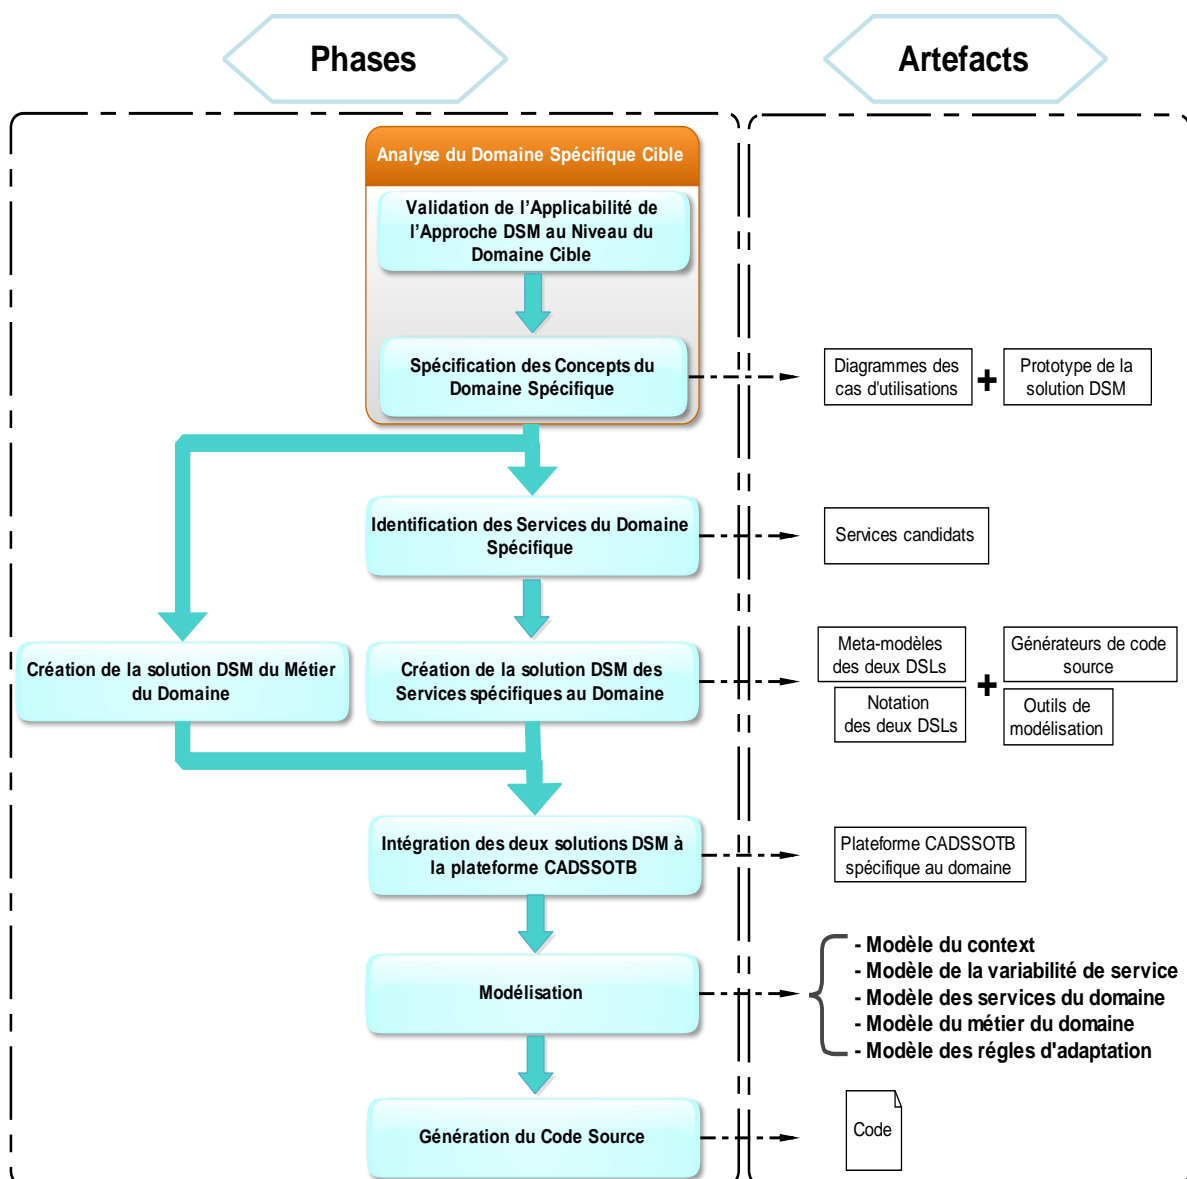 Phases
Artefacts
Analyse du Domaine Spécifique Cible
Validation de l'Applicabilité de
l'Approche DSM au Niveau du
Domaine Cible
Spécification des Concepts du
Domaine Spécifique
Diagrammes des
cas d'utilisations
+
Prototype de la
solution DSM
Identification des Services du Domaine
Spécifique
Services candidats
Création de la solution DSM du Métier
du Domaine
Création de la solution DSM des
Services spécifiques au Domaine
Meta-modèles
des deux DSLs
Notation
des deux DSLs
+
Générateurs de code
source
Outils de
modélisation
Intégration des deux solutions DSM à
la plateforme CADSSOTB
Plateforme CADSSOTB
spécifique au domaine
Modélisation
- Modèle du context
- Modèle de la variabilité de service
- Modèle des services du domaine
- Modèle du métier du domaine
- Modèle des régles d'adaptation
Génération du Code Source
Code